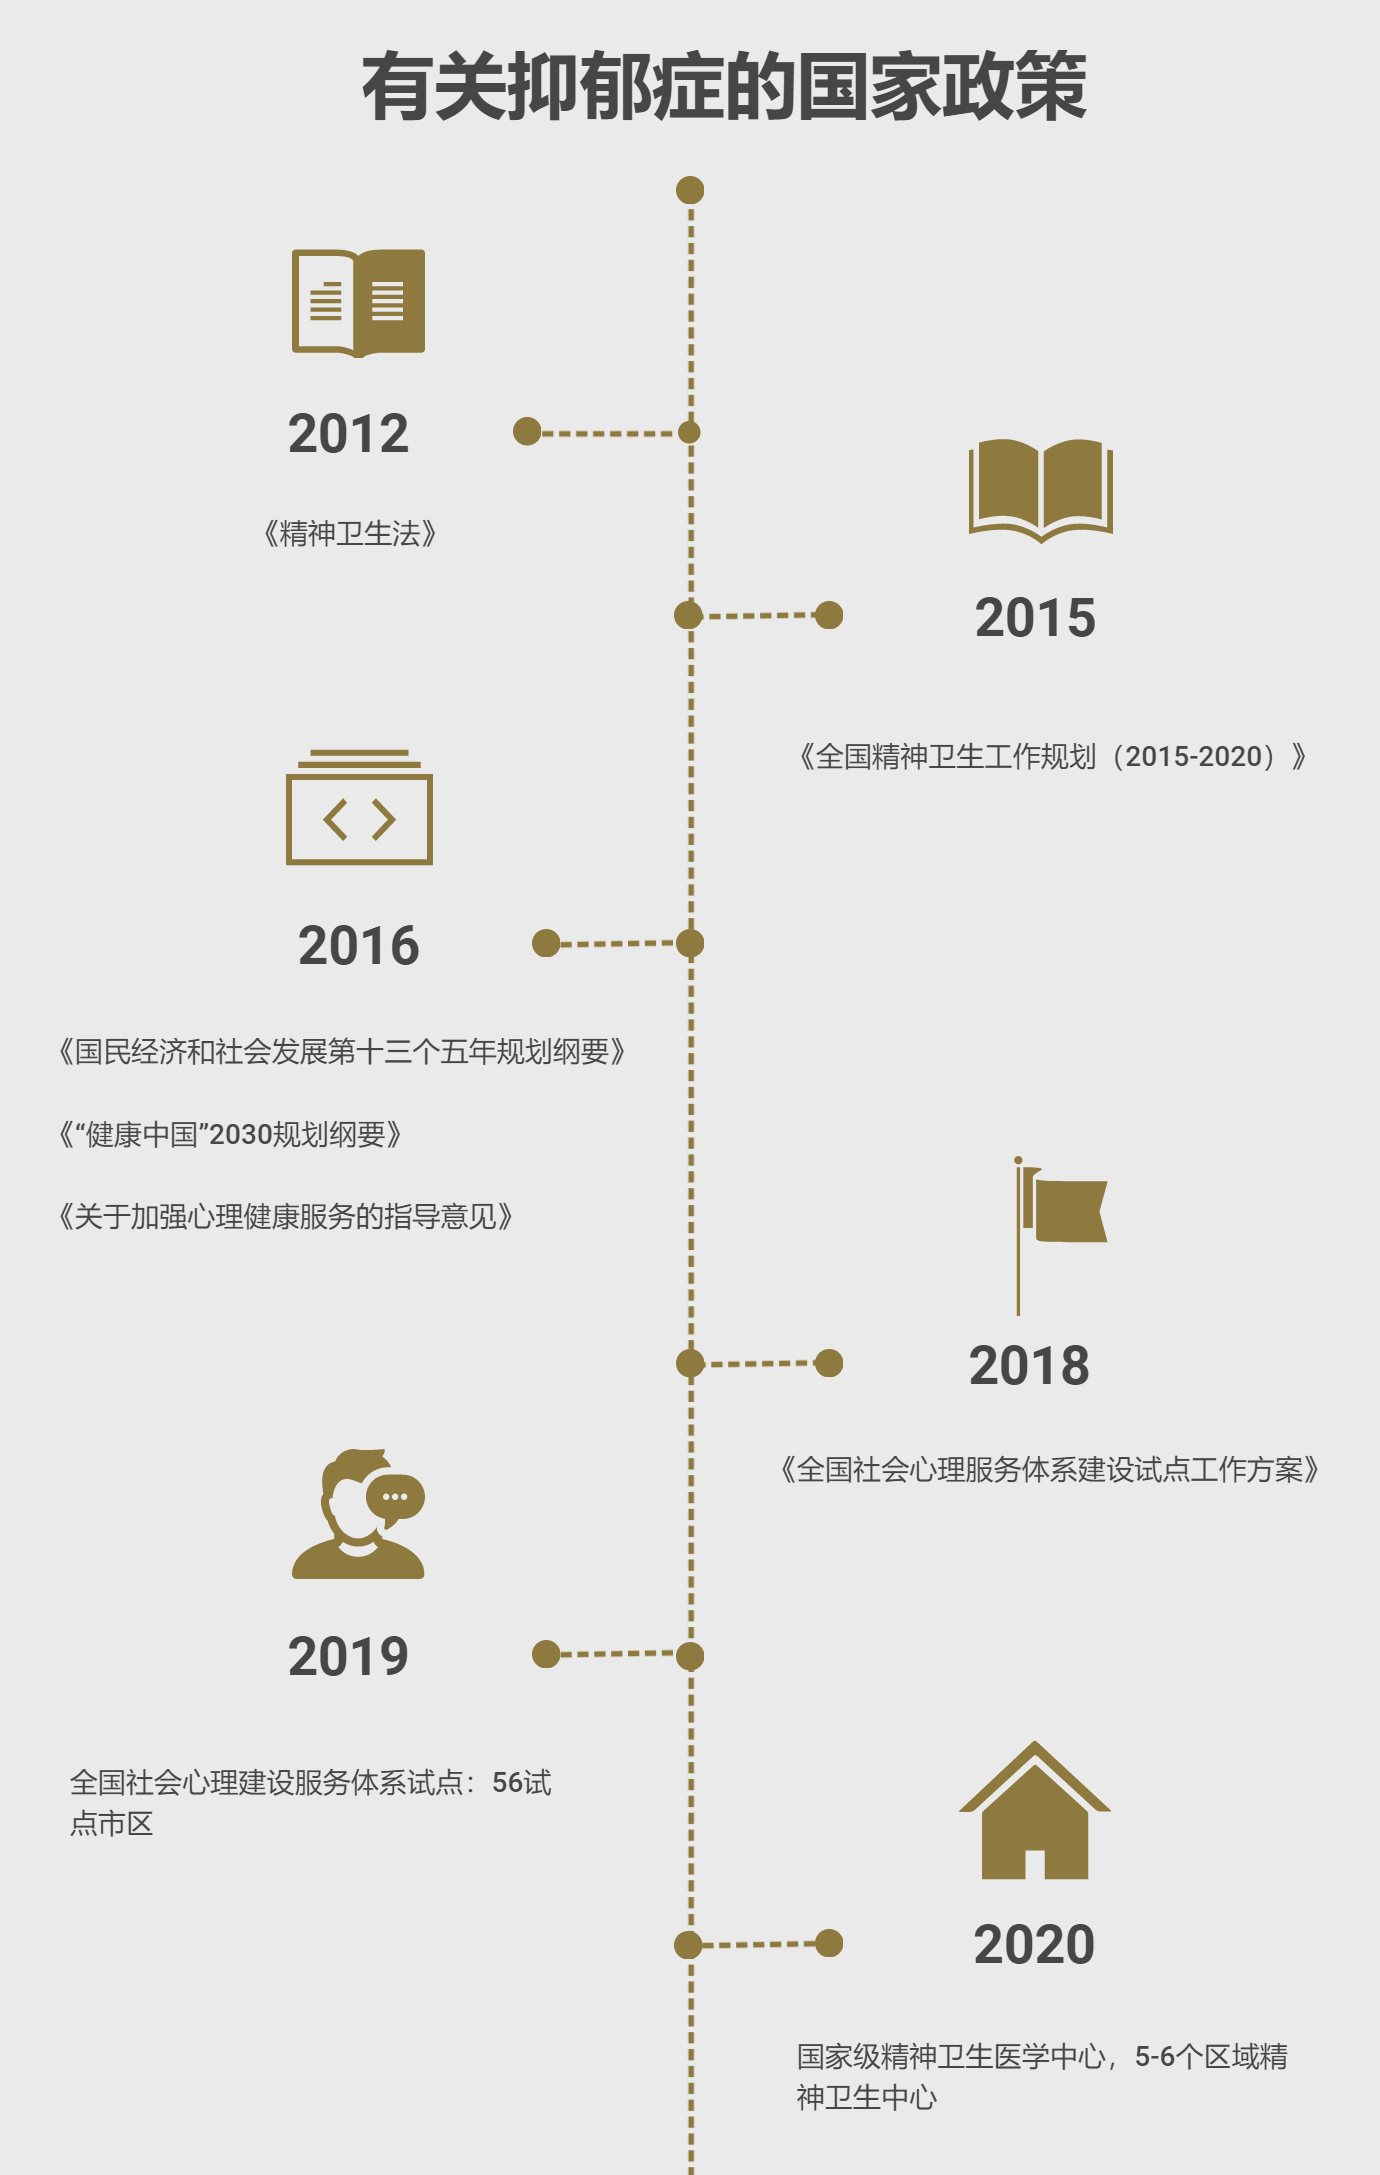 有关抑郁症的国家政策
2012
《精神卫生法》
2015
《全国精神卫生工作规划（2015-2020）》
2016
《国民经济和社会发展第十三个五年规划纲要》
《“健康中国”2030规划纲要》
《关于加强心理健康服务的指导意见》
2018
《全国社会心理服务体系建设试点工作方案》
2019
全国社会心理建设服务体系试点：56试
点市区
2020
国家级精神卫生医学中心，5-6个区域精
神卫生中心